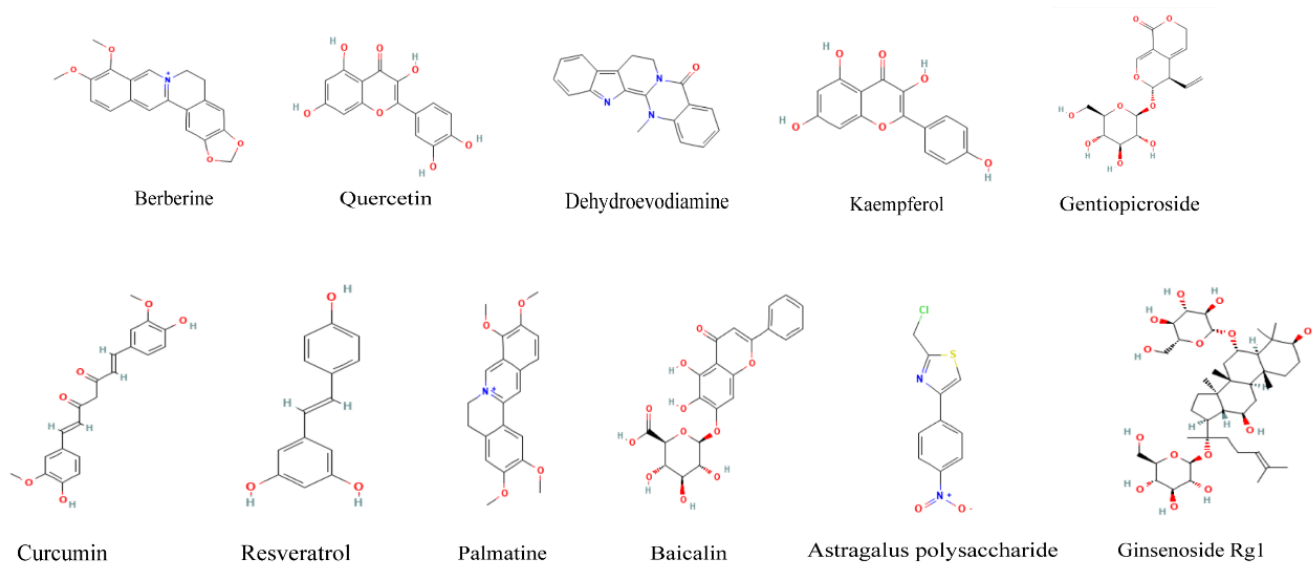 Berberine
Quercetin
Dehydroevodiamine
Kaempferol
Gentiopicroside
Curcumin
Resveratrol
Palmatine
Baicalin
Astragalus polysaccharide
Ginsenoside Rg1